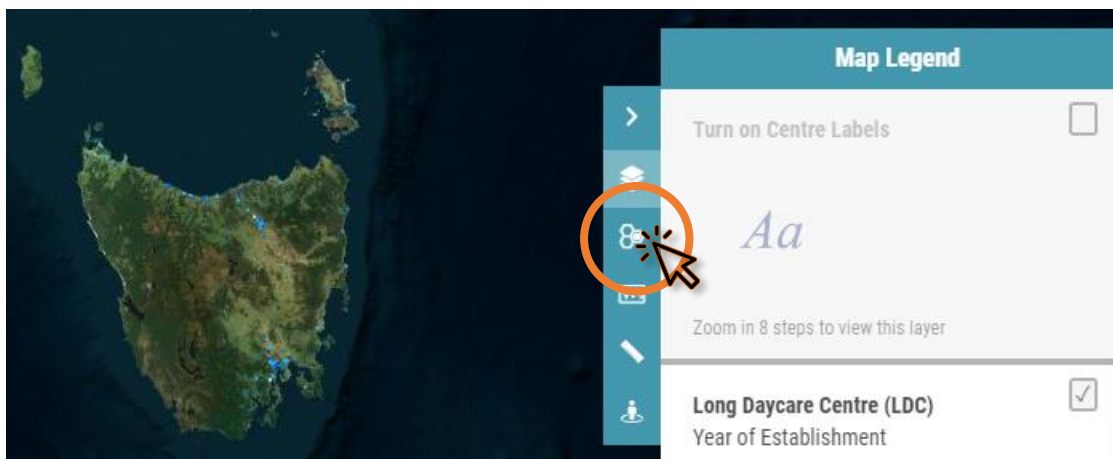 Map Legend
Turn on Centre Labels
Aa
Zoom in 8 steps to view this layer
Long Daycare Centre (LDC)
Year of Establishment